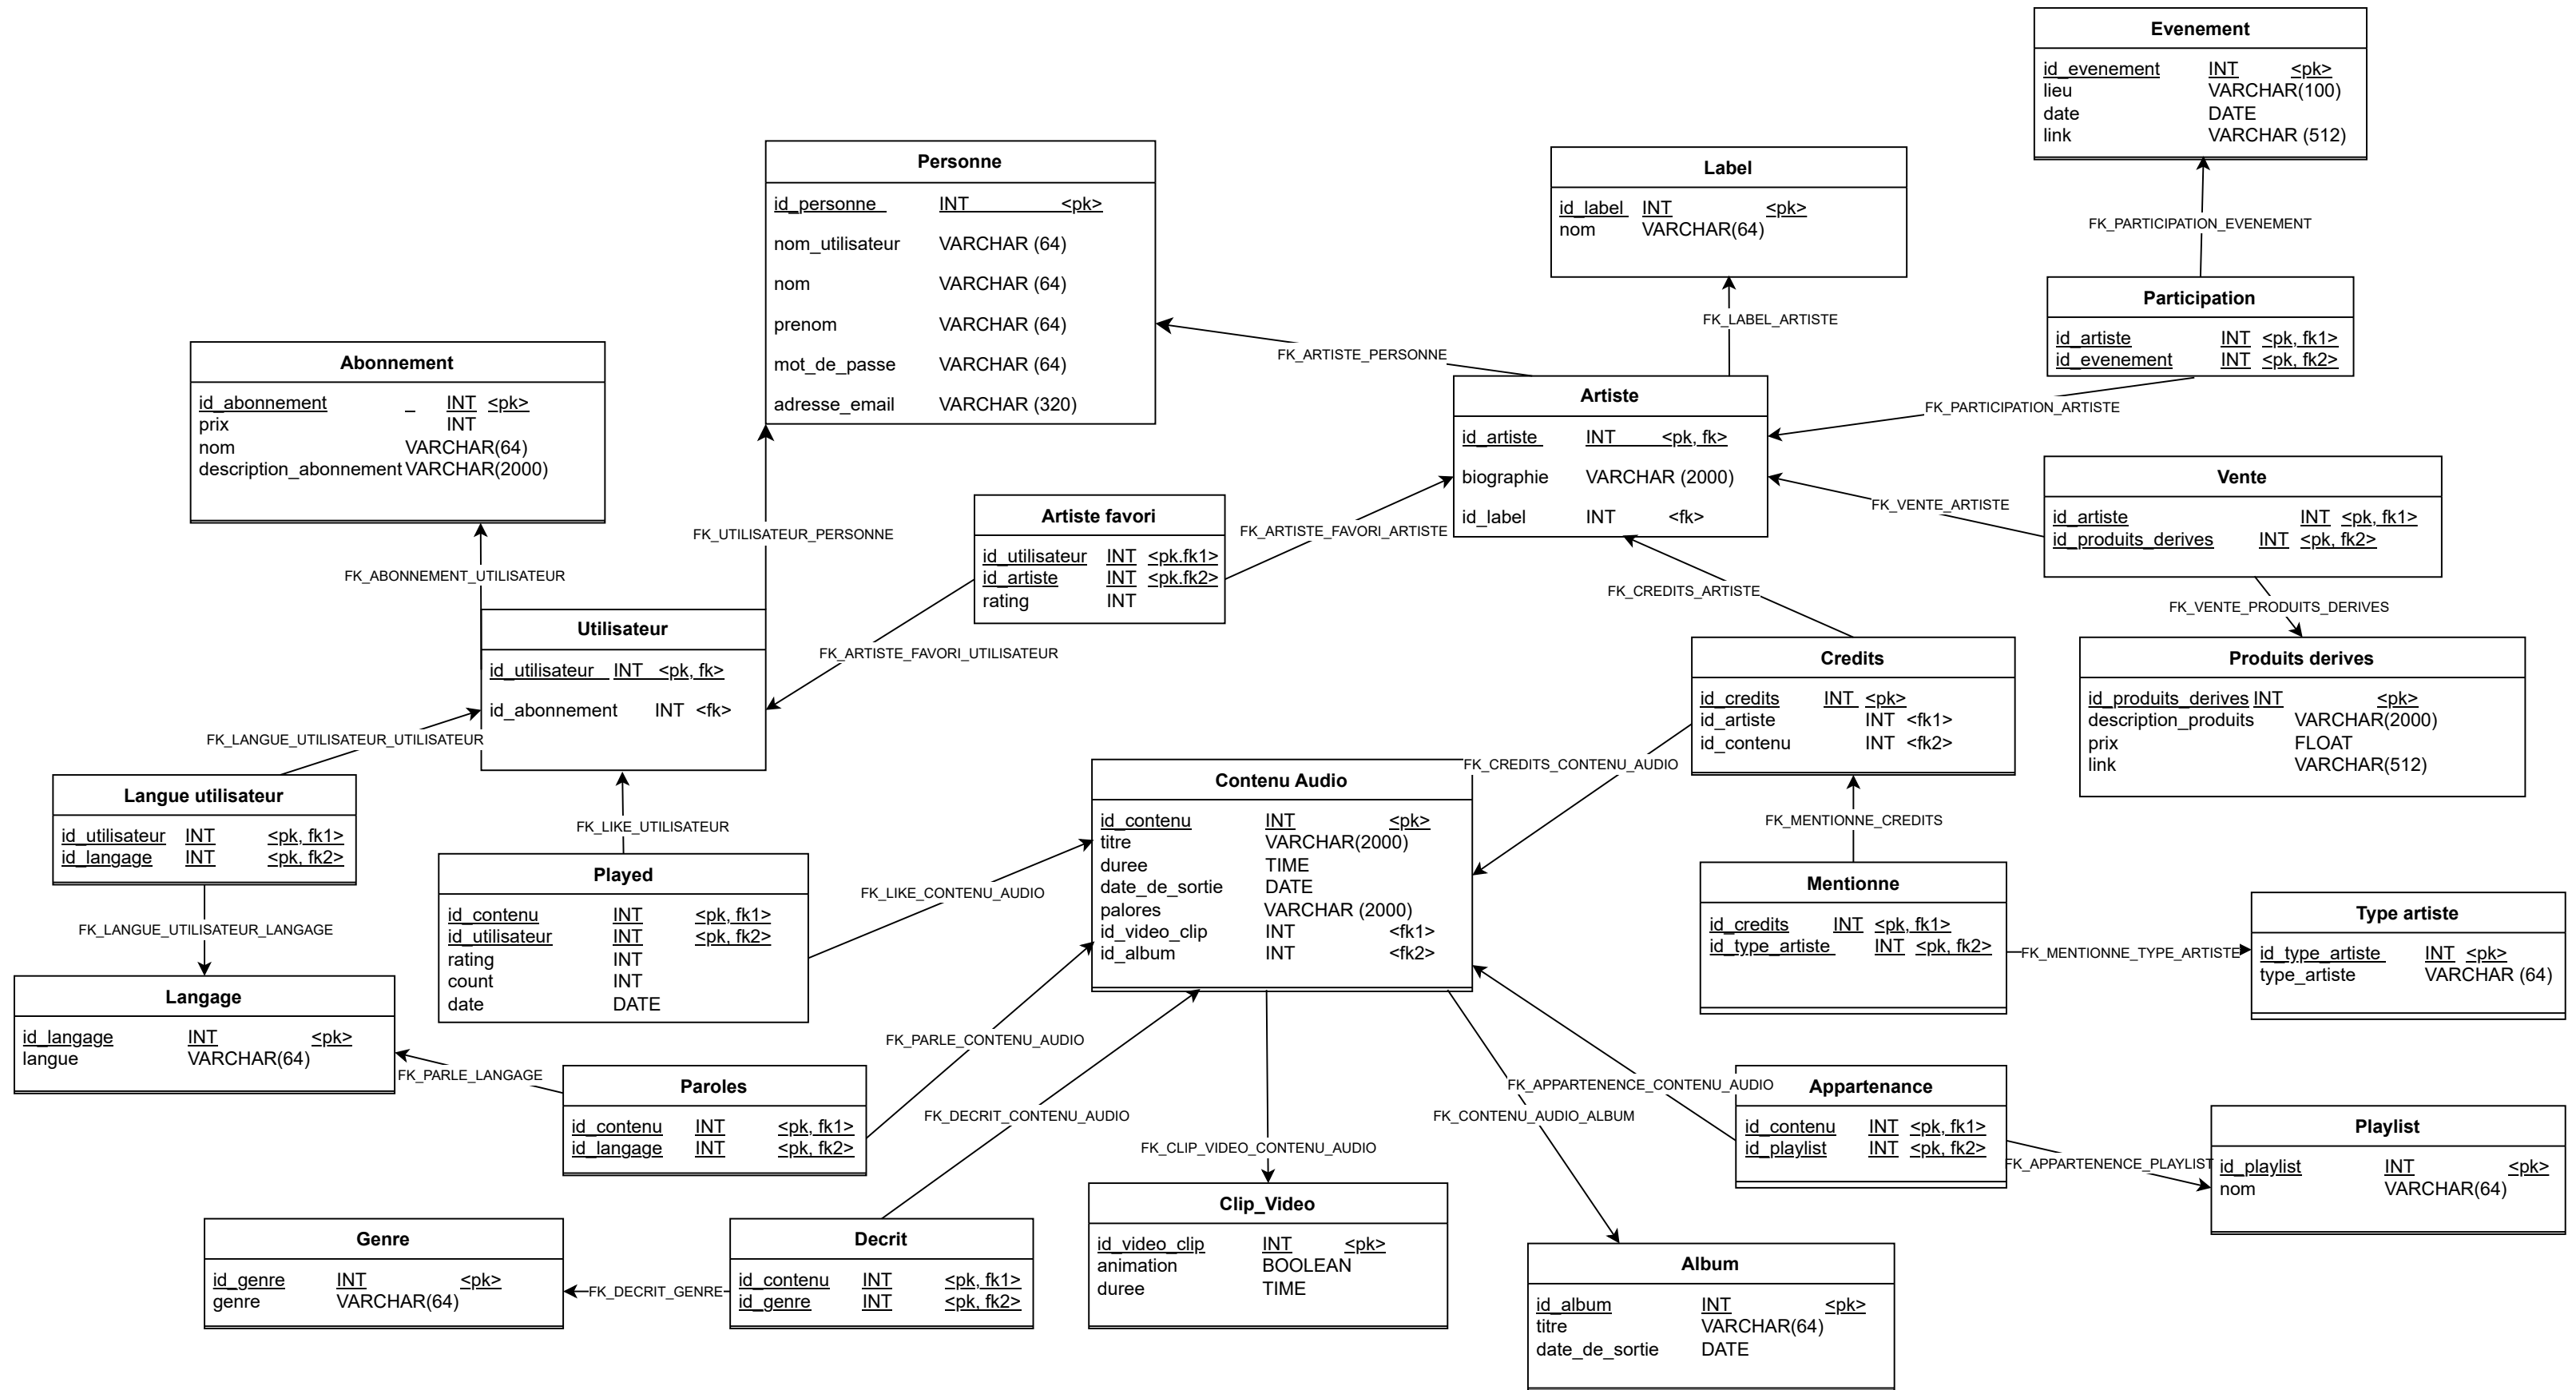 Evenement
id_evenement INT <pk>
lieu VARCHAR(100)
date DATE
link VARCHAR (512)
FK_PARTICIPATION_EVENEMENT
Participation
id_artiste INT <pk, fk1>
id_evenement INT <pk, fk2>
FK_PARTICIPATION_ARTISTE
Personne
id_personne INT <pk>
nom_utilisateur VARCHAR (64)
nom VARCHAR (64)
prenom VARCHAR (64)
mot_de_passe VARCHAR (64)
adresse_email VARCHAR (320)
Label
id_label INT <pk>
nom VARCHAR(64)
FK_LABEL_ARTISTE
FK_ARTISTE_PERSONNE
Artiste
id_artiste INT <pk, fk>
biographie VARCHAR (2000)
id_label INT <fk>
Abonnement
id_abonnement _ INT <pk>
prix INT
nom VARCHAR(64)
description_abonnement VARCHAR(2000)
FK_ABONNEMENT_UTILISATEUR
FK_UTILISATEUR_PERSONNE
Artiste favori
id_utilisateur INT <pk.fk1>
id_artiste INT <pk.fk2>
rating INT
FK_ARTISTE_FAVORI_ARTISTE
FK_ARTISTE_FAVORI_UTILISATEUR
Vente
id_artiste INT <pk, fk1>
id_produits_derives INT <pk, fk2>
FK_VENTE_ARTISTE
FK_VENTE_PRODUITS_DERIVES
Produits derives
id_produits_derives INT <pk>
description_produits VARCHAR(2000)
prix FLOAT
link VARCHAR(512)
Utilisateur
id_utilisateur INT <pk, fk>
id_abonnement INT <fk>
FK_CREDITS_ARTISTE
Credits
id_credits INT <pk>
id_artiste INT <fk1>
id_contenu INT <fk2>
FK_CREDITS_CONTENU_AUDIO
FK_LANGUE_UTILISATEUR_UTILISATEUR
Langue utilisateur
id_utilisateur INT <pk, fk1>
id_langage INT <pk, fk2>
FK_LANGUE_UTILISATEUR_LANGAGE
FK_LIKE_UTILISATEUR
Played
id_contenu INT <pk, fk1>
id_utilisateur INT <pk, fk2>
rating INT
count INT
date DATE
FK_LIKE_CONTENU_AUDIO
Contenu Audio
id_contenu INT <pk>
titre VARCHAR(2000)
duree TIME
date_de_sortie DATE
palores VARCHAR (2000)
id_video_clip INT <fk1>
id_album INT <fk2>
FK_MENTIONNE_CREDITS
Mentionne
id_credits INT <pk, fk1>
id_type_artiste INT <pk, fk2>
FK_MENTIONNE_TYPE_ARTISTE
Type artiste
id_type_artiste INT <pk>
type_artiste VARCHAR (64)
Langage
id_langage INT <pk>
langue VARCHAR(64)
FK_PARLE_LANGAGE
Paroles
id_contenu INT <pk, fk1>
id_langage INT <pk, fk2>
FK_PARLE_CONTENU_AUDIO
FK_DECRIT_CONTENU_AUDIO
FK_CLIP_VIDEO_CONTENU_AUDIO
FK_APPARTENENCE_CONTENU_AUDIO
FK_CONTENU_AUDIO_ALBUM
Appartenance
id_contenu INT <pk, fk1>
id_playlist INT <pk, fk2>
FK_APPARTENENCE_PLAYLIST
Playlist
id_playlist INT <pk>
nom VARCHAR(64)
Genre
id_genre INT <pk>
genre VARCHAR(64)
FK_DECRIT_GENRE
Decrit
id_contenu INT <pk, fk1>
id_genre INT <pk, fk2>
Clip_Video
id_video_clip INT <pk>
animation BOOLEAN
duree TIME
Album
id_album INT <pk>
titre VARCHAR(64)
date_de_sortie DATE